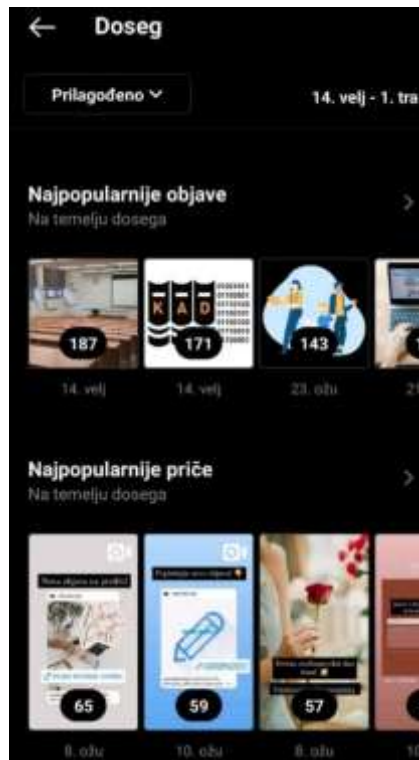 Doseg
Prilagođeno
14. velj - 1. tra
Najpopularnije objave
Na temelju dosega
K A D
187
171
143
14. velj
14. velj
23. ožu
Najpopularnije priče
Na temelju dosega
65
59
57
8. ožu
10. ožu
8. ožu